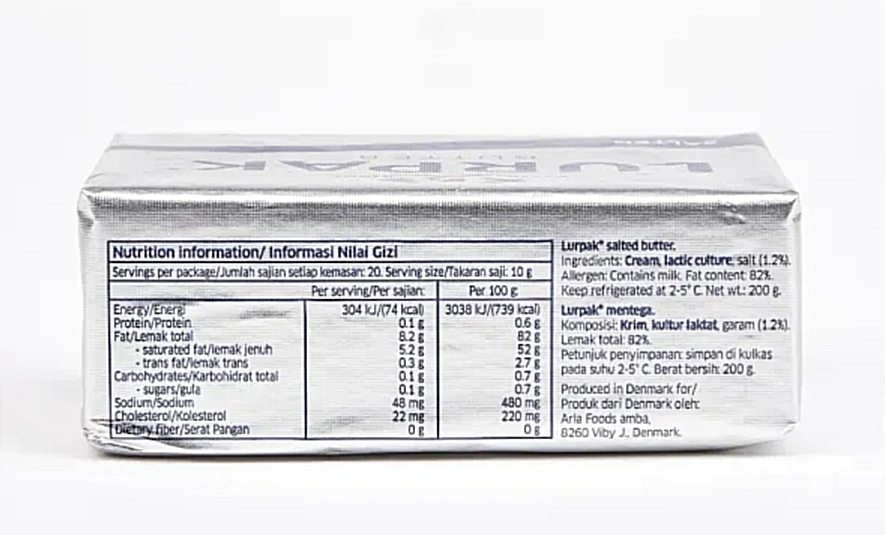 SALTED
LURPAK
BUTTER
Nutrition information/ Informasi Nilai Gizi
Servings per package/Jumlah sajian setiap kemasan: 20. Serving size/Takaran saji: 10 g
Per serving/Per sajian: Per 100 g
Energy/Energi 304 kJ/(74 kcal) 3038 kJ/(739 kcal)
Protein/Protein 0.1 g 0.6 g
Fat/Lemak total 8.2 g 82 g
- saturated fat/lemak jenuh 5.2 g 52 g
- trans fat/lemak trans 0.3 g 2.7 g
Carbohydrates/Karbohidrat total 0.1 g 0.7 g
- sugars/gula 0.1 g 0.7 g
Sodium/Sodium 48 mg 480 mg
Cholesterol/Kolesterol 22 mg 220 mg
Dietary fiber/Serat Pangan 0 g 0 g
Lurpak® salted butter.
Ingredients: Cream, lactic culture, salt (1.2%).
Allergen: Contains milk. Fat content: 82%.
Keep refrigerated at 2-5° C. Net wt.: 200 g.
Lurpak® mentega.
Komposisi: Krim, kultur laktat, garam (1.2%).
Lemak total: 82%.
Petunjuk penyimpanan: simpan di kulkas
pada suhu 2-5° C. Berat bersih: 200 g.
Produced in Denmark for/
Produk dari Denmark oleh:
Arla Foods amba,
8260 Viby J., Denmark.